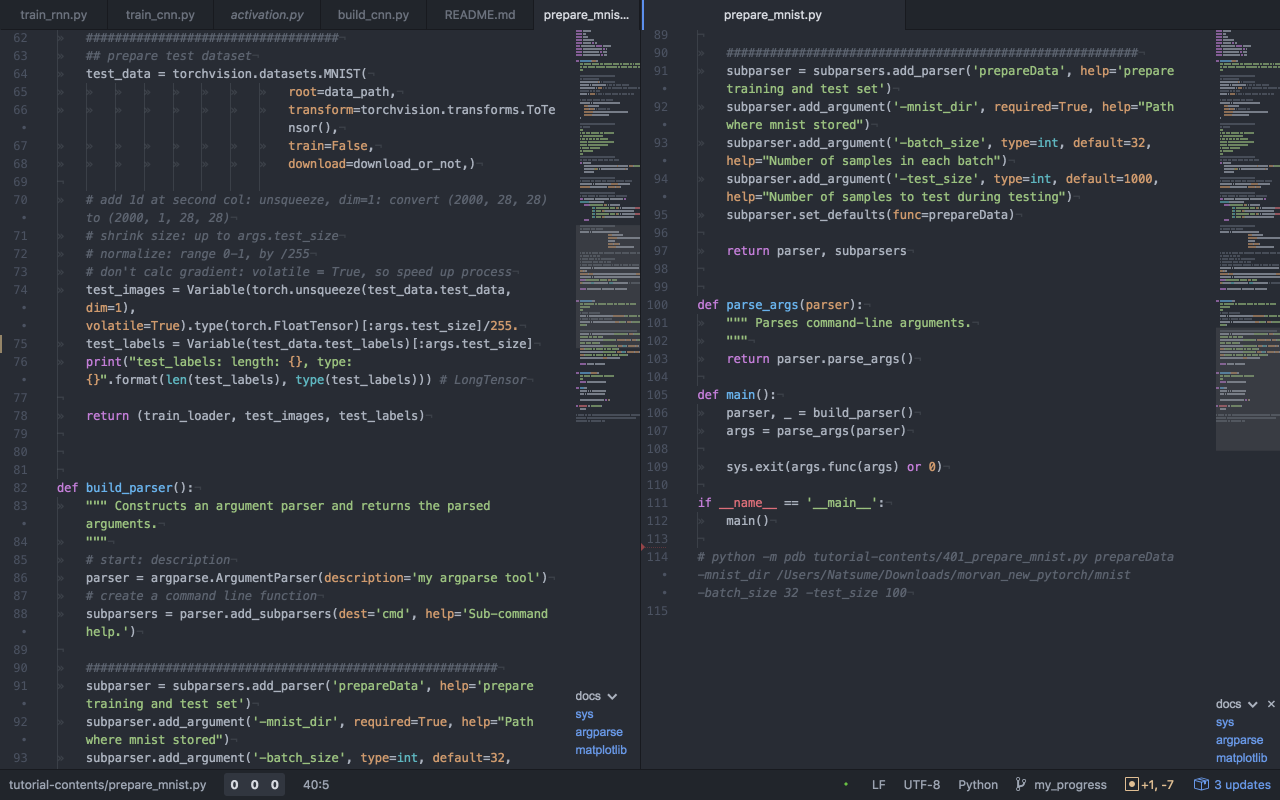 train_rnn.py train_cnn.py activation.py build_cnn.py README.md prepare_mnis... prepare_mnist.py
62 ###################################
63 ## prepare test dataset
64 test_data = torchvision.datasets.MNIST(
65 root=data_path,
66 transform=torchvision.transforms.ToTe
nsor(),
67 train=False,
68 download=download_or_not,)
69
70 # add 1d at second col: unsqueeze, dim=1: convert (2000, 28, 28)
to (2000, 1, 28, 28)
71 # shrink size: up to args.test_size
72 # normalize: range 0-1, by /255
73 # don't calc gradient: volatile = True, so speed up process
74 test_images = Variable(torch.unsqueeze(test_data.test_data,
dim=1),
volatile=True).type(torch.FloatTensor)[:args.test_size]/255.
75 test_labels = Variable(test_data.test_labels)[:args.test_size]
76 print("test_labels: length: {}, type:
{}".format(len(test_labels), type(test_labels))) # LongTensor
77
78 return (train_loader, test_images, test_labels)
79
80
81
82 def build_parser():
83 """ Constructs an argument parser and returns the parsed
arguments.
84 """
85 # start: description
86 parser = argparse.ArgumentParser(description='my argparse tool')
87 # create a command line function
88 subparsers = parser.add_subparsers(dest='cmd', help='Sub-command
help.')
89
90 #########################################################
91 subparser = subparsers.add_parser('prepareData', help='prepare
training and test set')
92 subparser.add_argument('-mnist_dir', required=True, help="Path
where mnist stored")
93 subparser.add_argument('-batch_size', type=int, default=32,
docs
sys
argparse
matplotlib
89
90 #########################################################
91 subparser = subparsers.add_parser('prepareData', help='prepare
training and test set')
92 subparser.add_argument('-mnist_dir', required=True, help="Path
where mnist stored")
93 subparser.add_argument('-batch_size', type=int, default=32,
help="Number of samples in each batch")
94 subparser.add_argument('-test_size', type=int, default=1000,
help="Number of samples to test during testing")
95 subparser.set_defaults(func=prepareData)
96
97 return parser, subparsers
98
99
100 def parse_args(parser):
101 """ Parses command-line arguments.
102 """
103 return parser.parse_args()
104
105 def main():
106 parser, _ = build_parser()
107 args = parse_args(parser)
108
109 sys.exit(args.func(args) or 0)
110
111 if __name__ == '__main__':
112 main()
113
114 # python -m pdb tutorial-contents/401_prepare_mnist.py prepareData
-mnist_dir /Users/Natsume/Downloads/morvan_new_pytorch/mnist
-batch_size 32 -test_size 100
115
docs ×
sys
argparse
matplotlib
tutorial-contents/prepare_mnist.py 0 0 0 40:5 LF UTF-8 Python my_progress +1, -7 3 updates